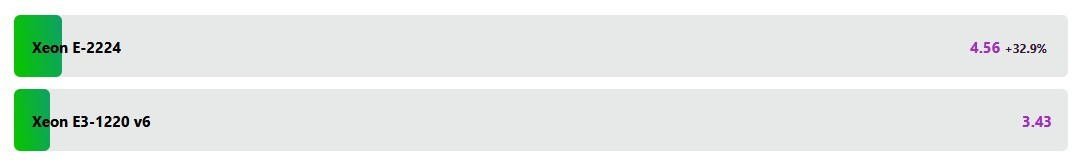 Xeon E-2224 4.56 +32.9%
Xeon E3-1220 v6 3.43